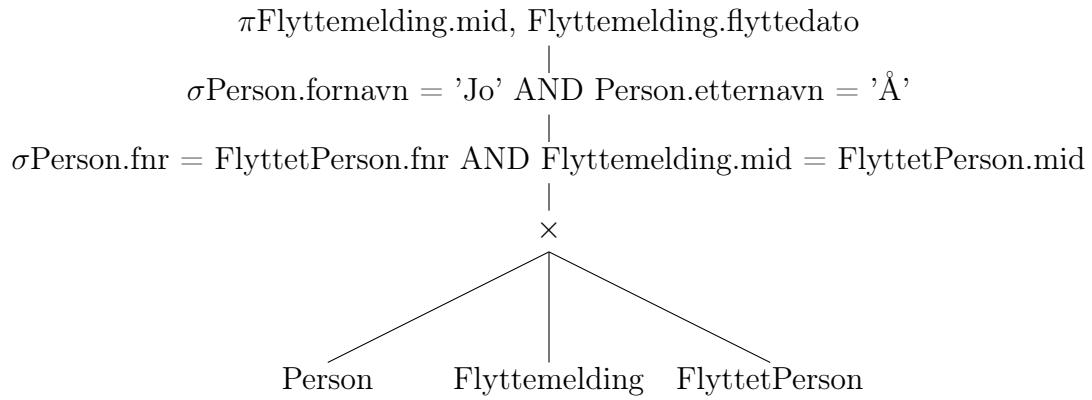 πFlyttemelding.mid, Flyttemelding.flyttedato
σPerson.fornavn = 'Jo' AND Person.etternavn = 'Å'
σPerson.fnr = FlyttetPerson.fnr AND Flyttemelding.mid = FlyttetPerson.mid
×
Person Flyttemelding FlyttetPerson